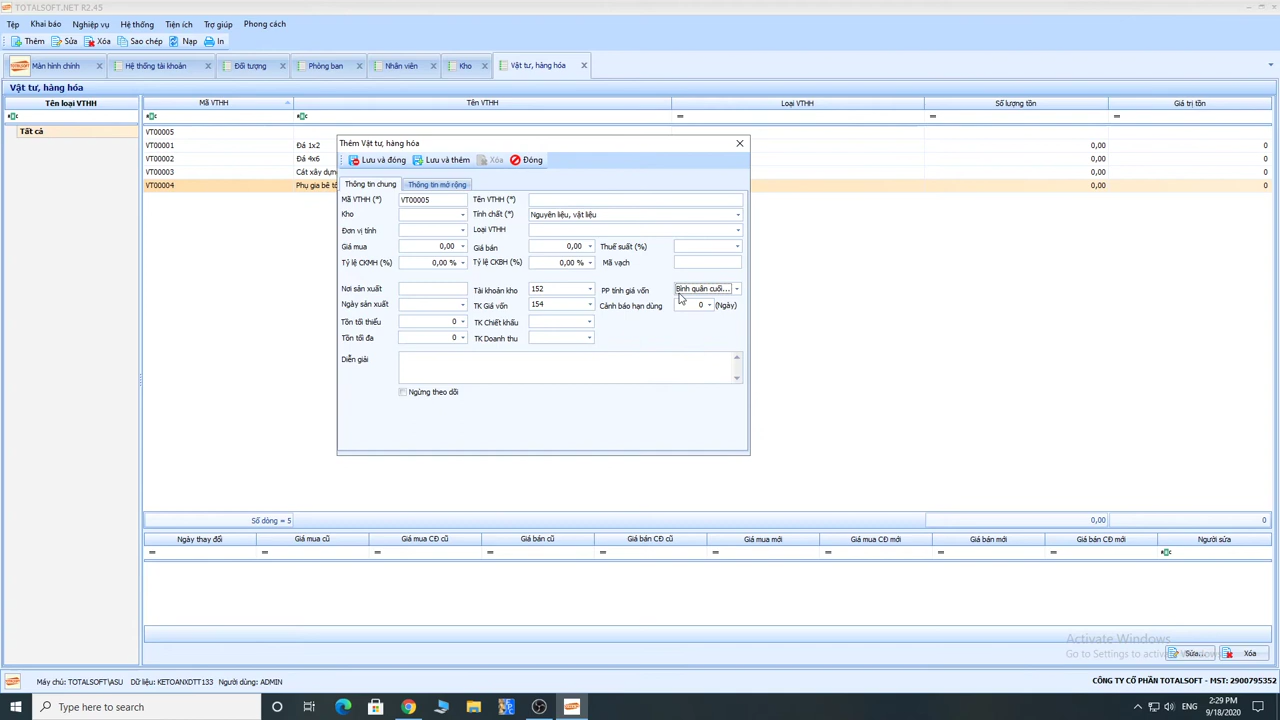 TOTALSOFT.NET R2.45
Tệp Khai báo Nghiệp vụ Hệ thống Tiện ích Trợ giúp Phong cách
Thêm Sửa Xóa Sao chép Nạp In
Màn hình chính Hệ thống tài khoản Đối tượng Phòng ban Nhân viên Kho Vật tư, hàng hóa
Vật tư, hàng hóa
Tên loại VTHH Mã VTHH Tên VTHH Loại VTHH Số lượng tồn Giá trị tồn
= = =
Tất cả
VT00005
VT00001 Đá 1x2 0,00 0
VT00002 Đá 4x6 0,00 0
VT00003 Cát xây dựng 0,00 0
VT00004 Phụ gia bê tô 0,00 0
Thêm Vật tư, hàng hóa
Lưu và đóng Lưu và thêm Xóa Đóng
Thông tin chung Thông tin mở rộng
Mã VTHH (*) VT00005 Tên VTHH (*)
Kho Tính chất (*) Nguyên liệu, vật liệu
Đơn vị tính Loại VTHH
Giá mua 0,00 Giá bán 0,00 Thuế suất (%)
Tỷ lệ CKMH (%) 0,00 % Tỷ lệ CKBH (%) 0,00 % Mã vạch
Nơi sản xuất Tài khoản kho 152 PP tính giá vốn Bình quân cuối...
Ngày sản xuất TK Giá vốn 154 Cảnh báo hạn dùng 0 (Ngày)
Tồn tối thiểu 0 TK Chiết khấu
Tồn tối đa 0 TK Doanh thu
Diễn giải
Ngừng theo dõi
Số dòng = 5 0,00 0
Ngày thay đổi Giá mua cũ Giá mua CĐ cũ Giá bán cũ Giá bán CĐ cũ Giá mua mới Giá mua CĐ mới Giá bán mới Giá bán CĐ mới Người sửa
= = = = = = = = =
Activate Windows
Go to Settings to activate Windows.
Sửa Xóa
Máy chủ: TOTALSOFT\ASU Dữ liệu: KETOANXDTT133 Người dùng: ADMIN CÔNG TY CỔ PHẦN TOTALSOFT - MST: 2900795352
Type here to search ENG 2:29 PM
9/18/2020